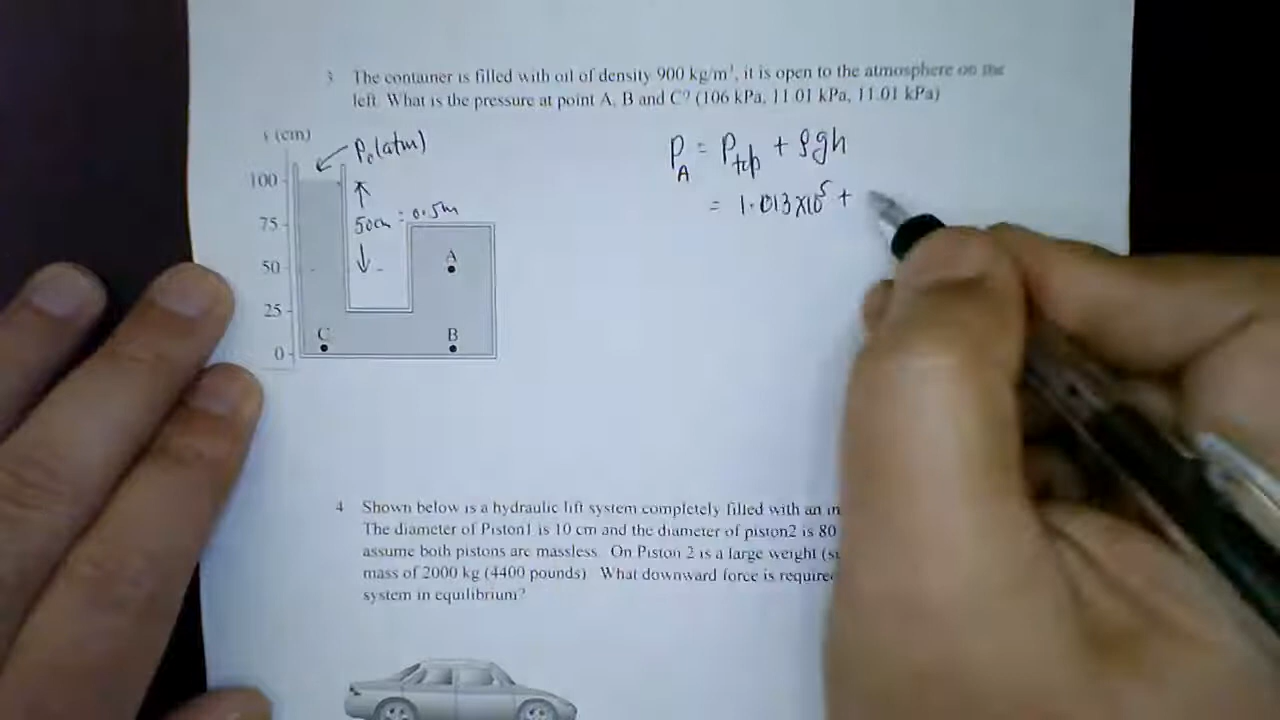 3 The container is filled with oil of density 900 kg/m³, it is open to the atmosphere on the
left. What is the pressure at point A, B and C? (106 kPa, 11.01 kPa, 11.01 kPa)
(cm)
P₀(atm)
100
75
50
25
0
50cm = 0.5m
A
B
C
P_A = P_top + ρgh
= 1.013×10⁵ +
4 Shown below is a hydraulic lift system completely filled with an
The diameter of Piston1 is 10 cm and the diameter of piston2 is 80
assume both pistons are massless. On Piston 2 is a large weight
mass of 2000 kg (4400 pounds). What downward force is
system in equilibrium?